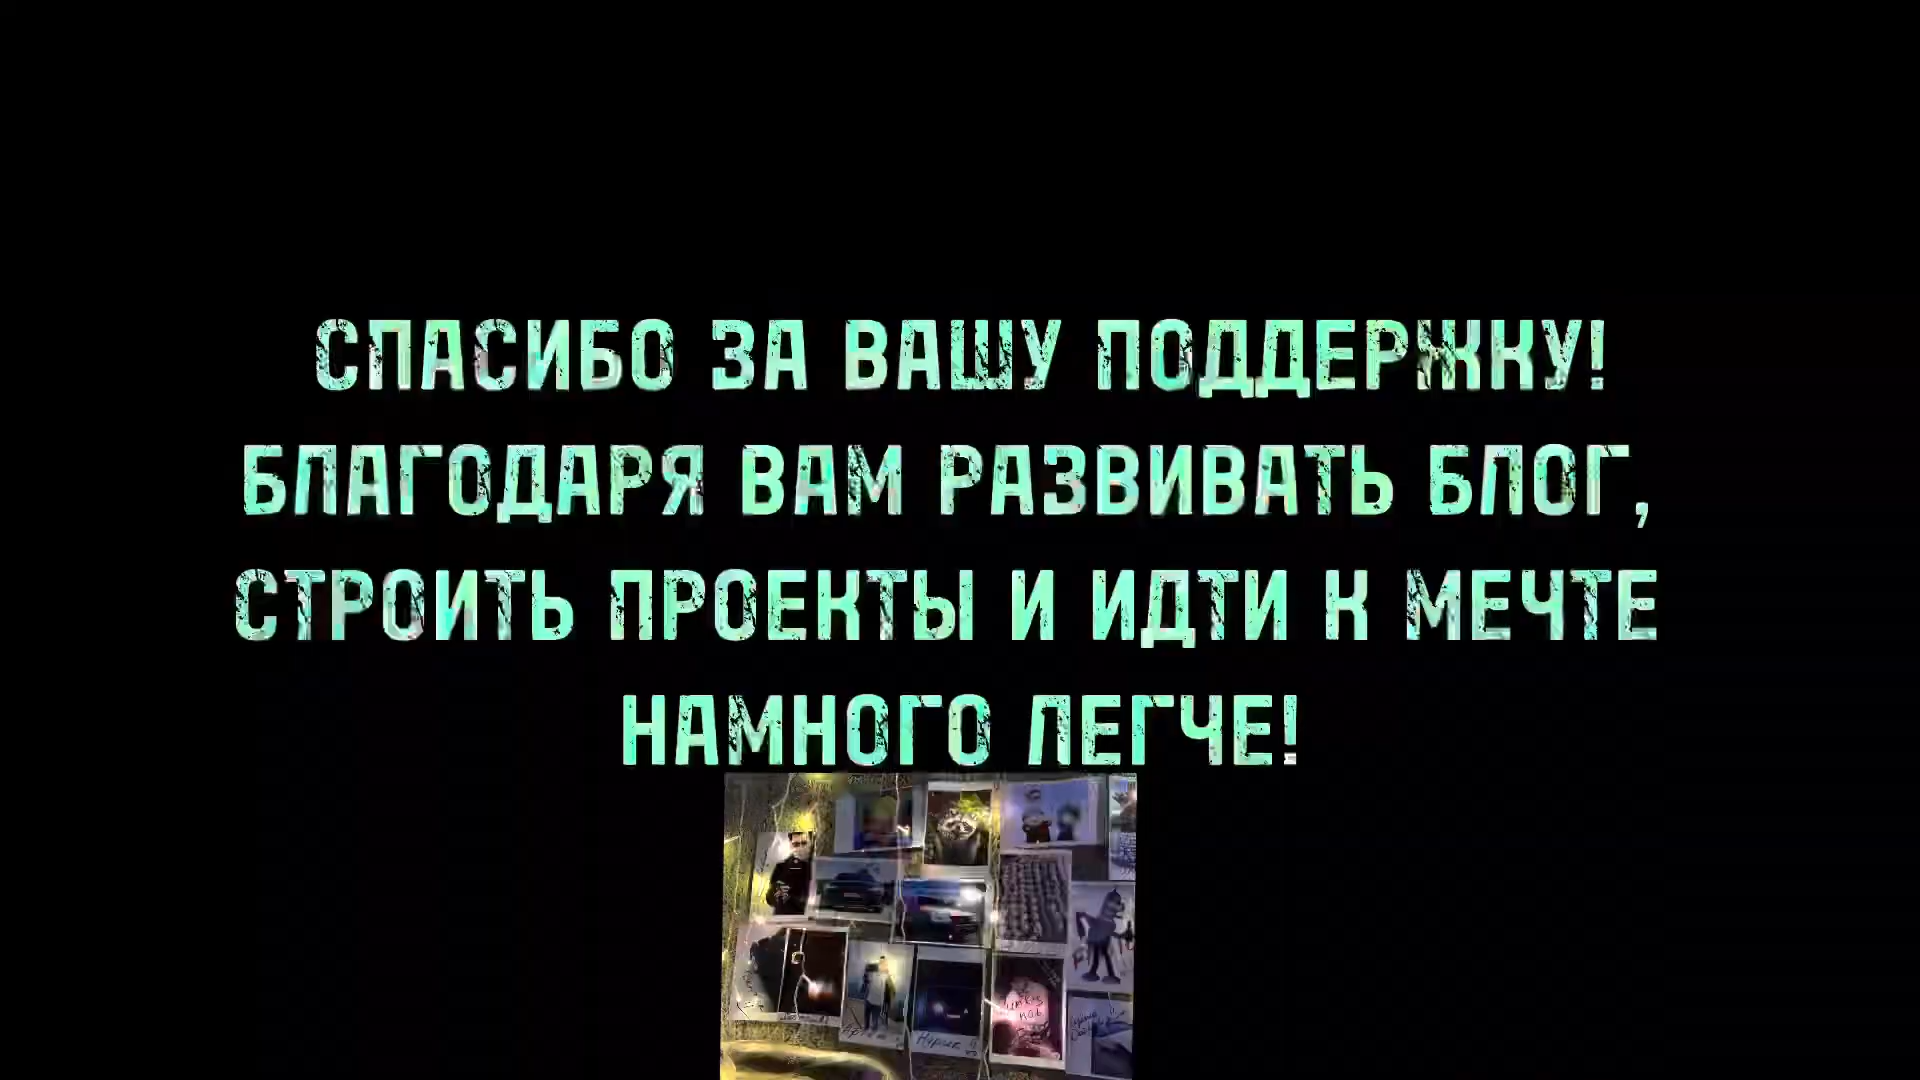 СПАСИБО ЗА ВАШУ ПОДДЕРЖКУ!
БЛАГОДАРЯ ВАМ РАЗВИВАТЬ БЛОГ,
СТРОИТЬ ПРОЕКТЫ И ИДТИ К МЕЧТЕ
НАМНОГО ЛЕГЧЕ!